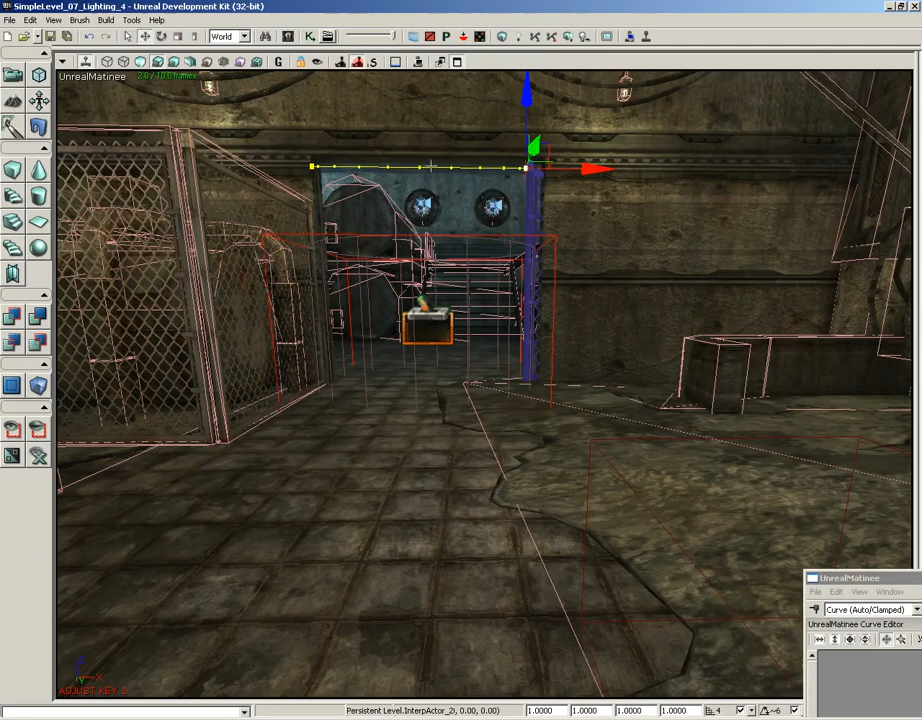 SimpleLevel_07_Lighting_4 - Unreal Development Kit (32-bit)
File Edit View Brush Build Tools Help
World
K
P
G
S
UnrealMatinee 2.0 / 10.0 frames
ADJUST KEY
UnrealMatinee
File Edit View Window
Curve (Auto/Clamped)
UnrealMatinee Curve Editor
Z
X
Y
Persistent Level.InterpActor_2(, 0.00, 0.00)
1.0000 1.0000 1.0000 1.0000
4
~6